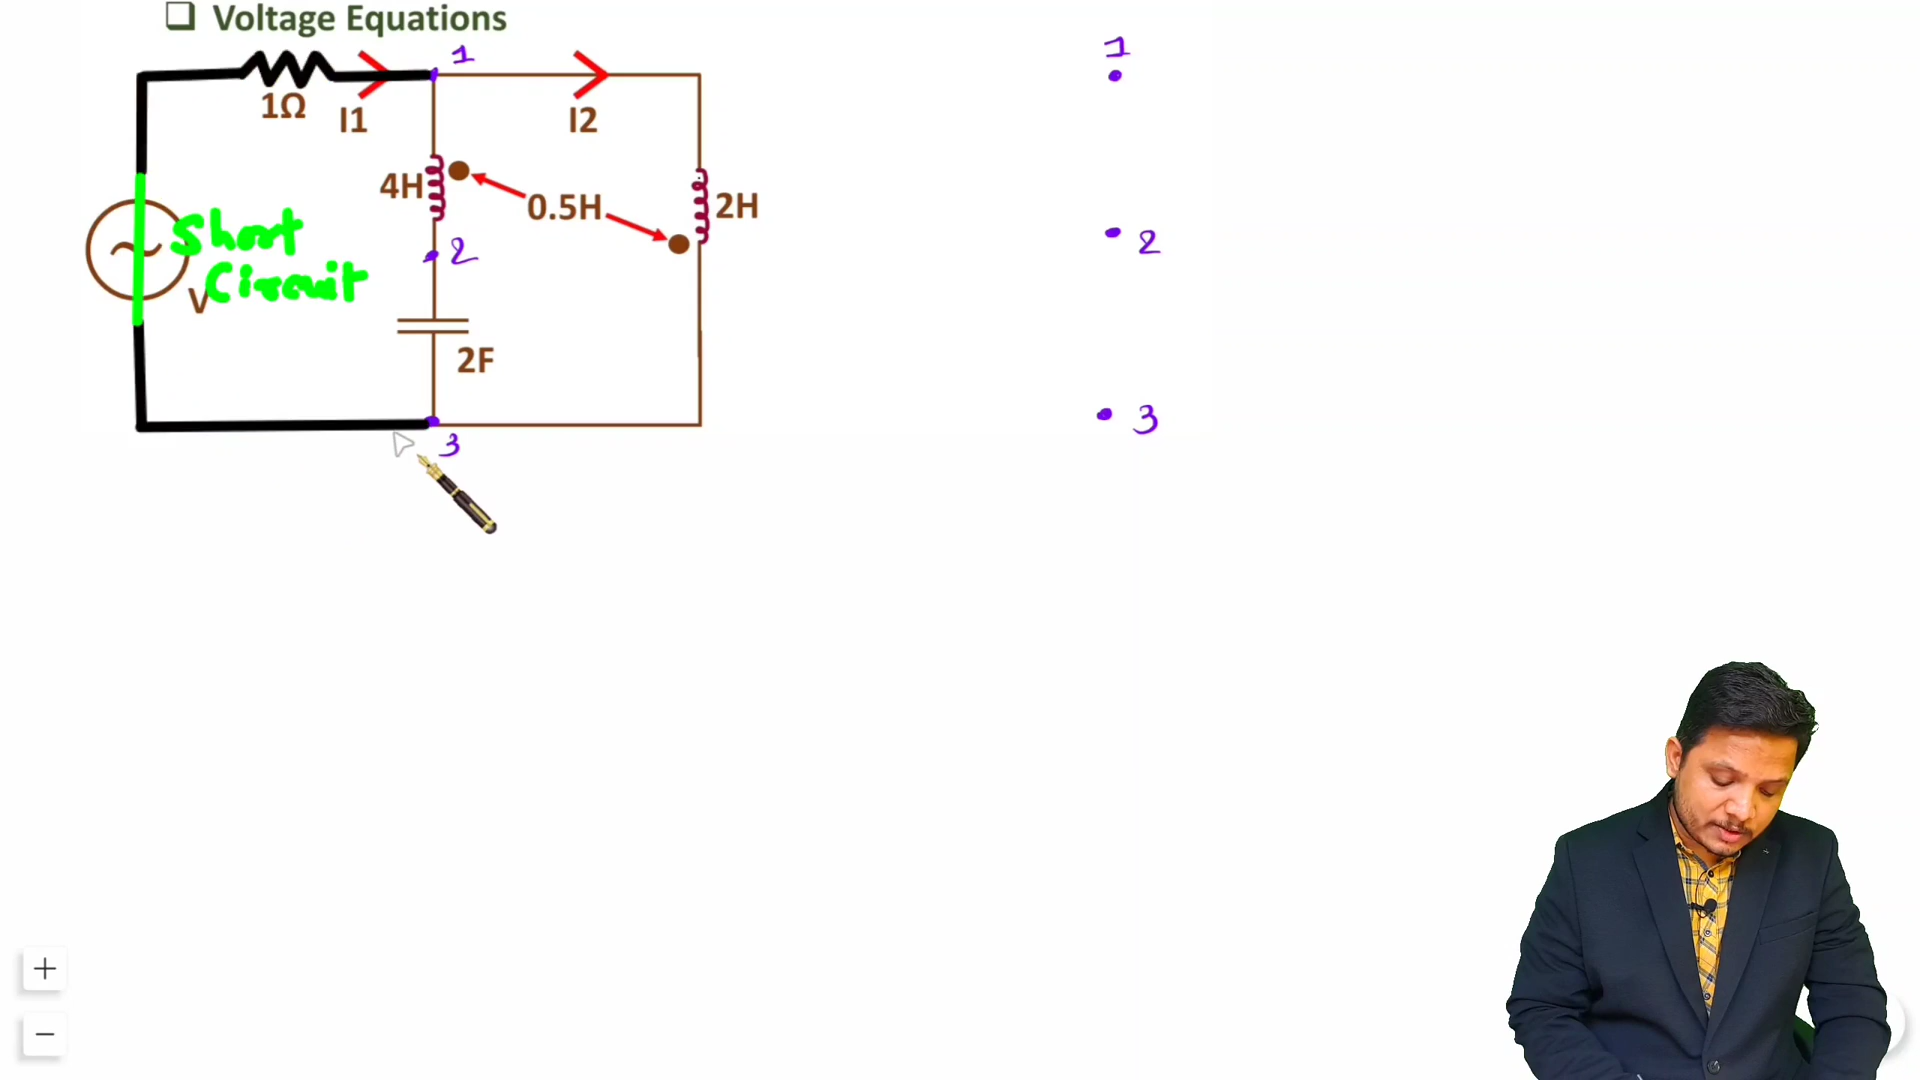 ❑ Voltage Equations
1
1
1Ω
I1
I2
4H
0.5H
2H
Short
Circuit
V
2
2
2F
3
3
+
−